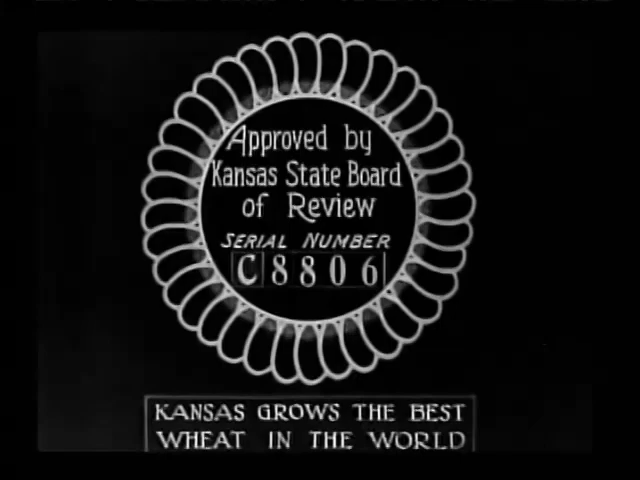 Approved by
Kansas State Board
of Review
SERIAL NUMBER
C8806
KANSAS GROWS THE BEST
WHEAT IN THE WORLD